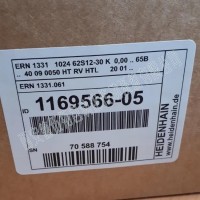 ERN 1331 1024 62S12-30 K 0,00 .. 65B
.. 40 09 0050 HT RV HTL 20 01 ..
ERN 1331.061
ID 1169566-05
SN 70 588 754
HEIDENHAIN
www.heidenhain.de